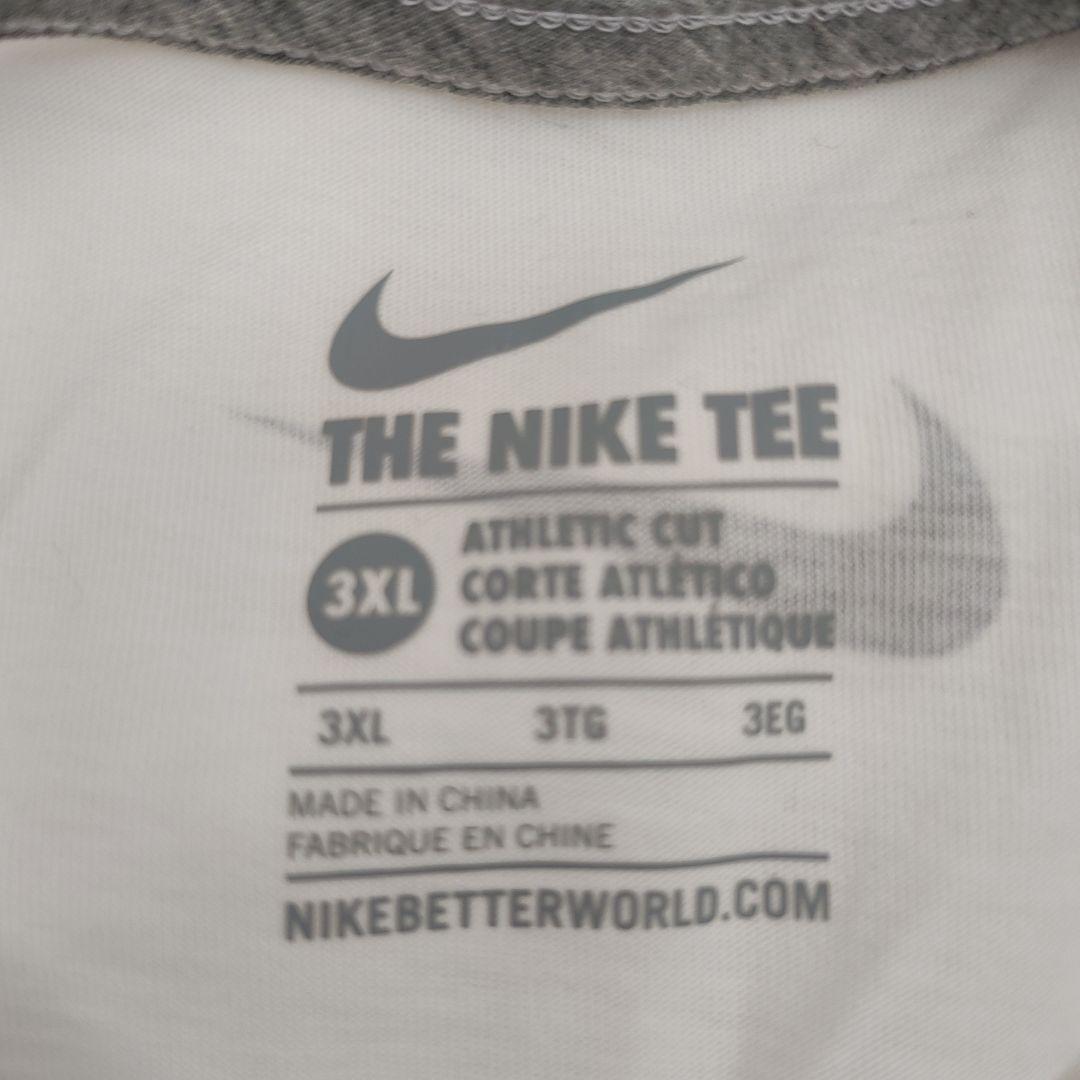 THE NIKE TEE
3XL
ATHLETIC CUT
CORTE ATLÉTICO
COUPE ATHLÉTIQUE
3XL 3TG 3EG
MADE IN CHINA
FABRIQUE EN CHINE
NIKEBETTERWORLD.COM